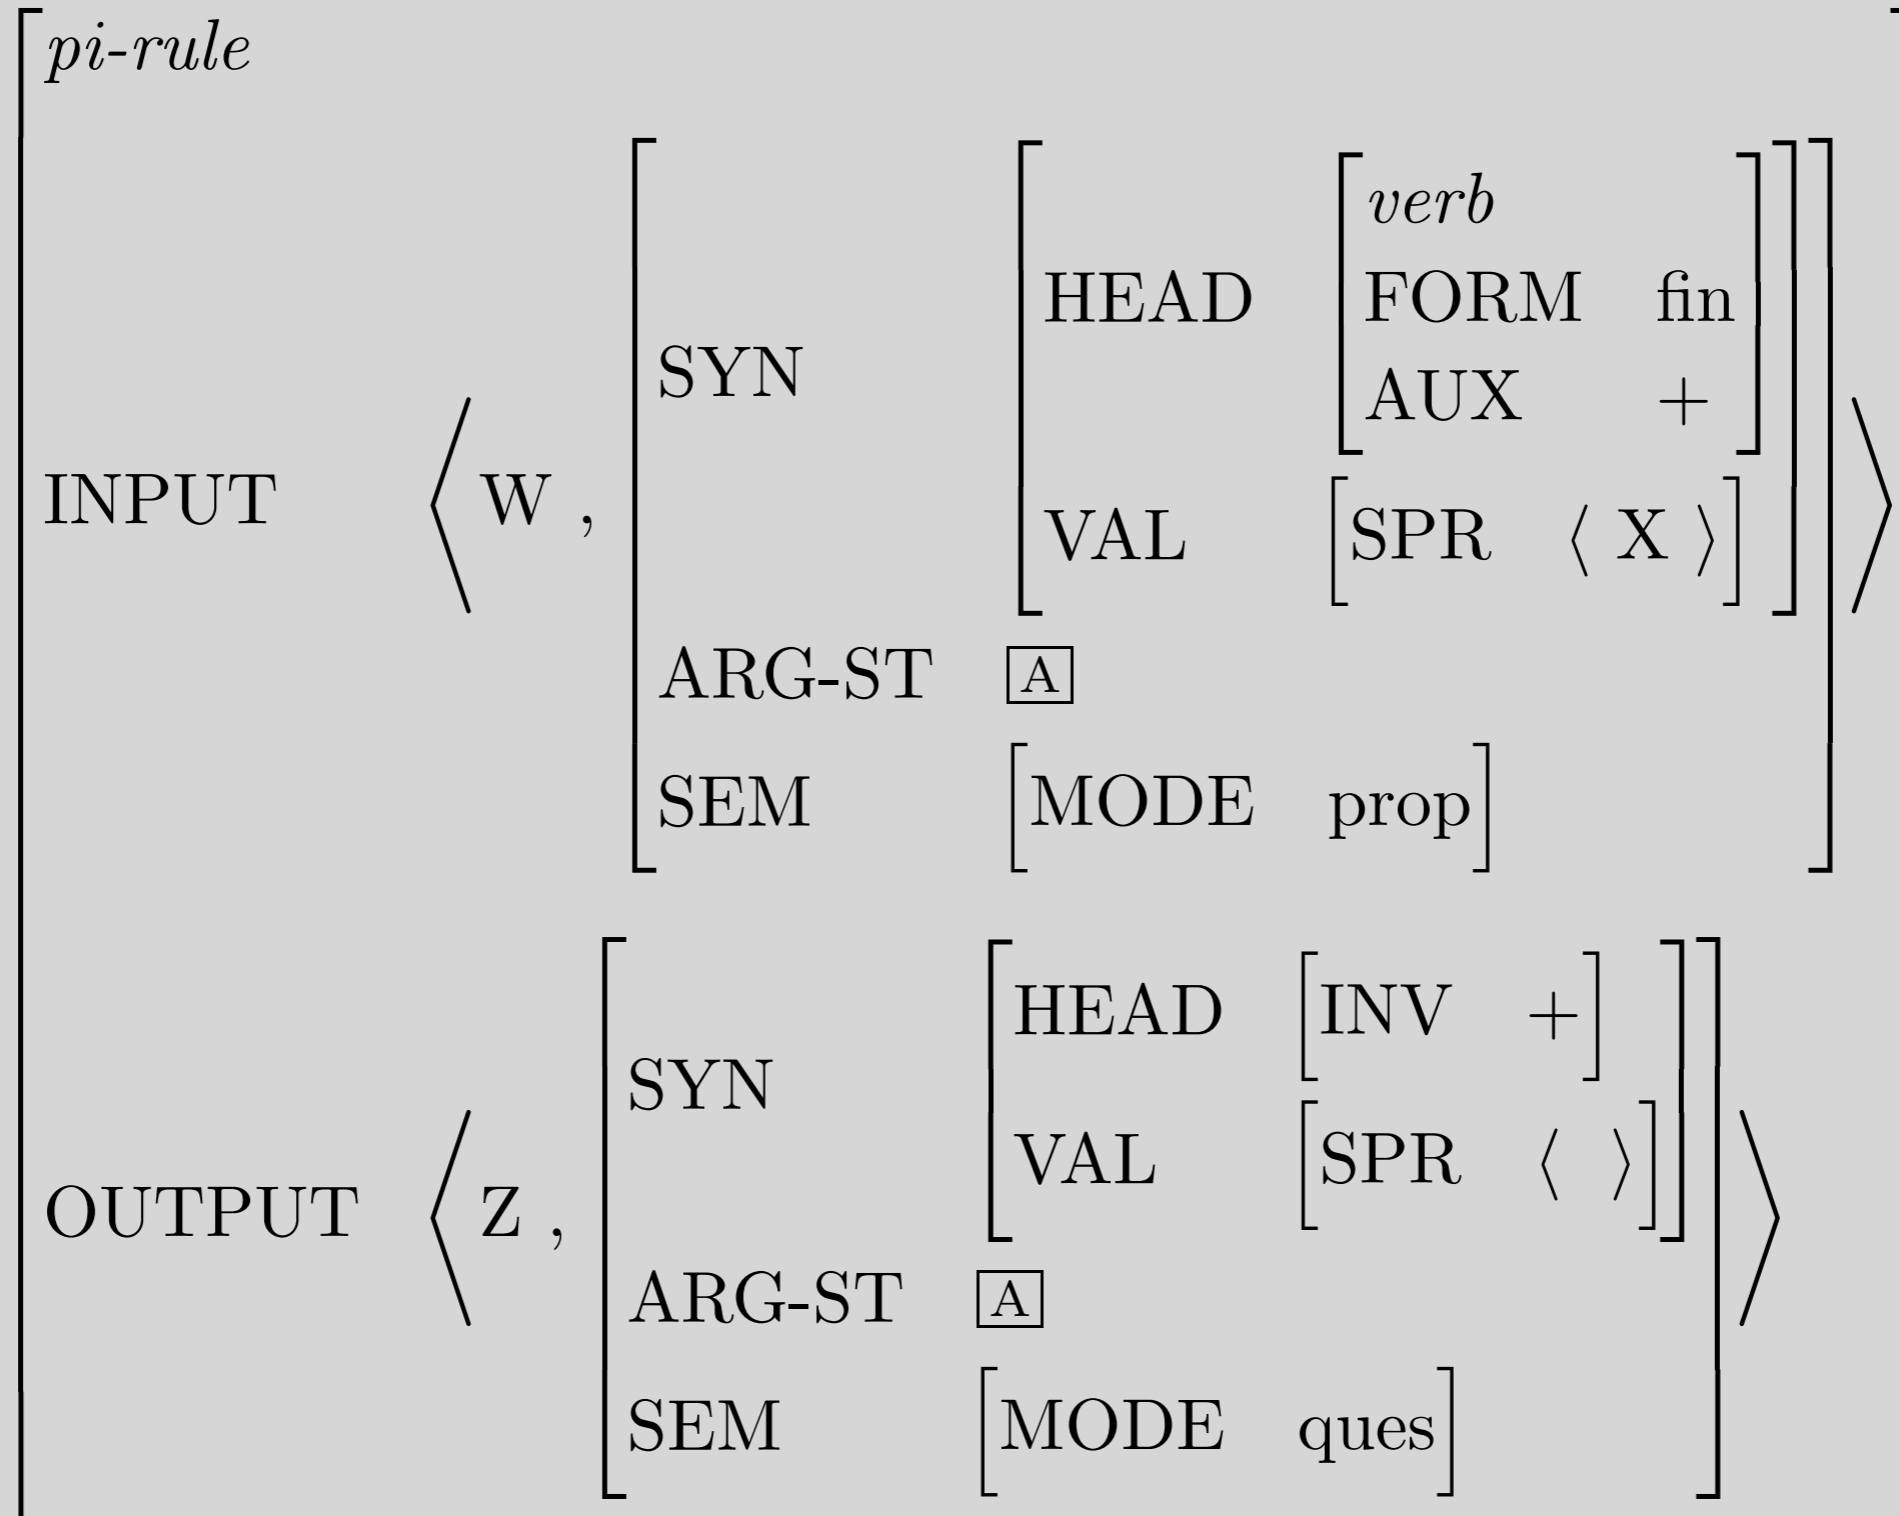 pi-rule
verb
HEAD FORM fin
SYN AUX +
INPUT ⟨ W , VAL [SPR ⟨ X ⟩] ⟩
ARG-ST A
SEM [MODE prop]
HEAD [INV +]
SYN
VAL [SPR ⟨ ⟩]
OUTPUT ⟨ Z , ⟩
ARG-ST A
SEM [MODE ques]